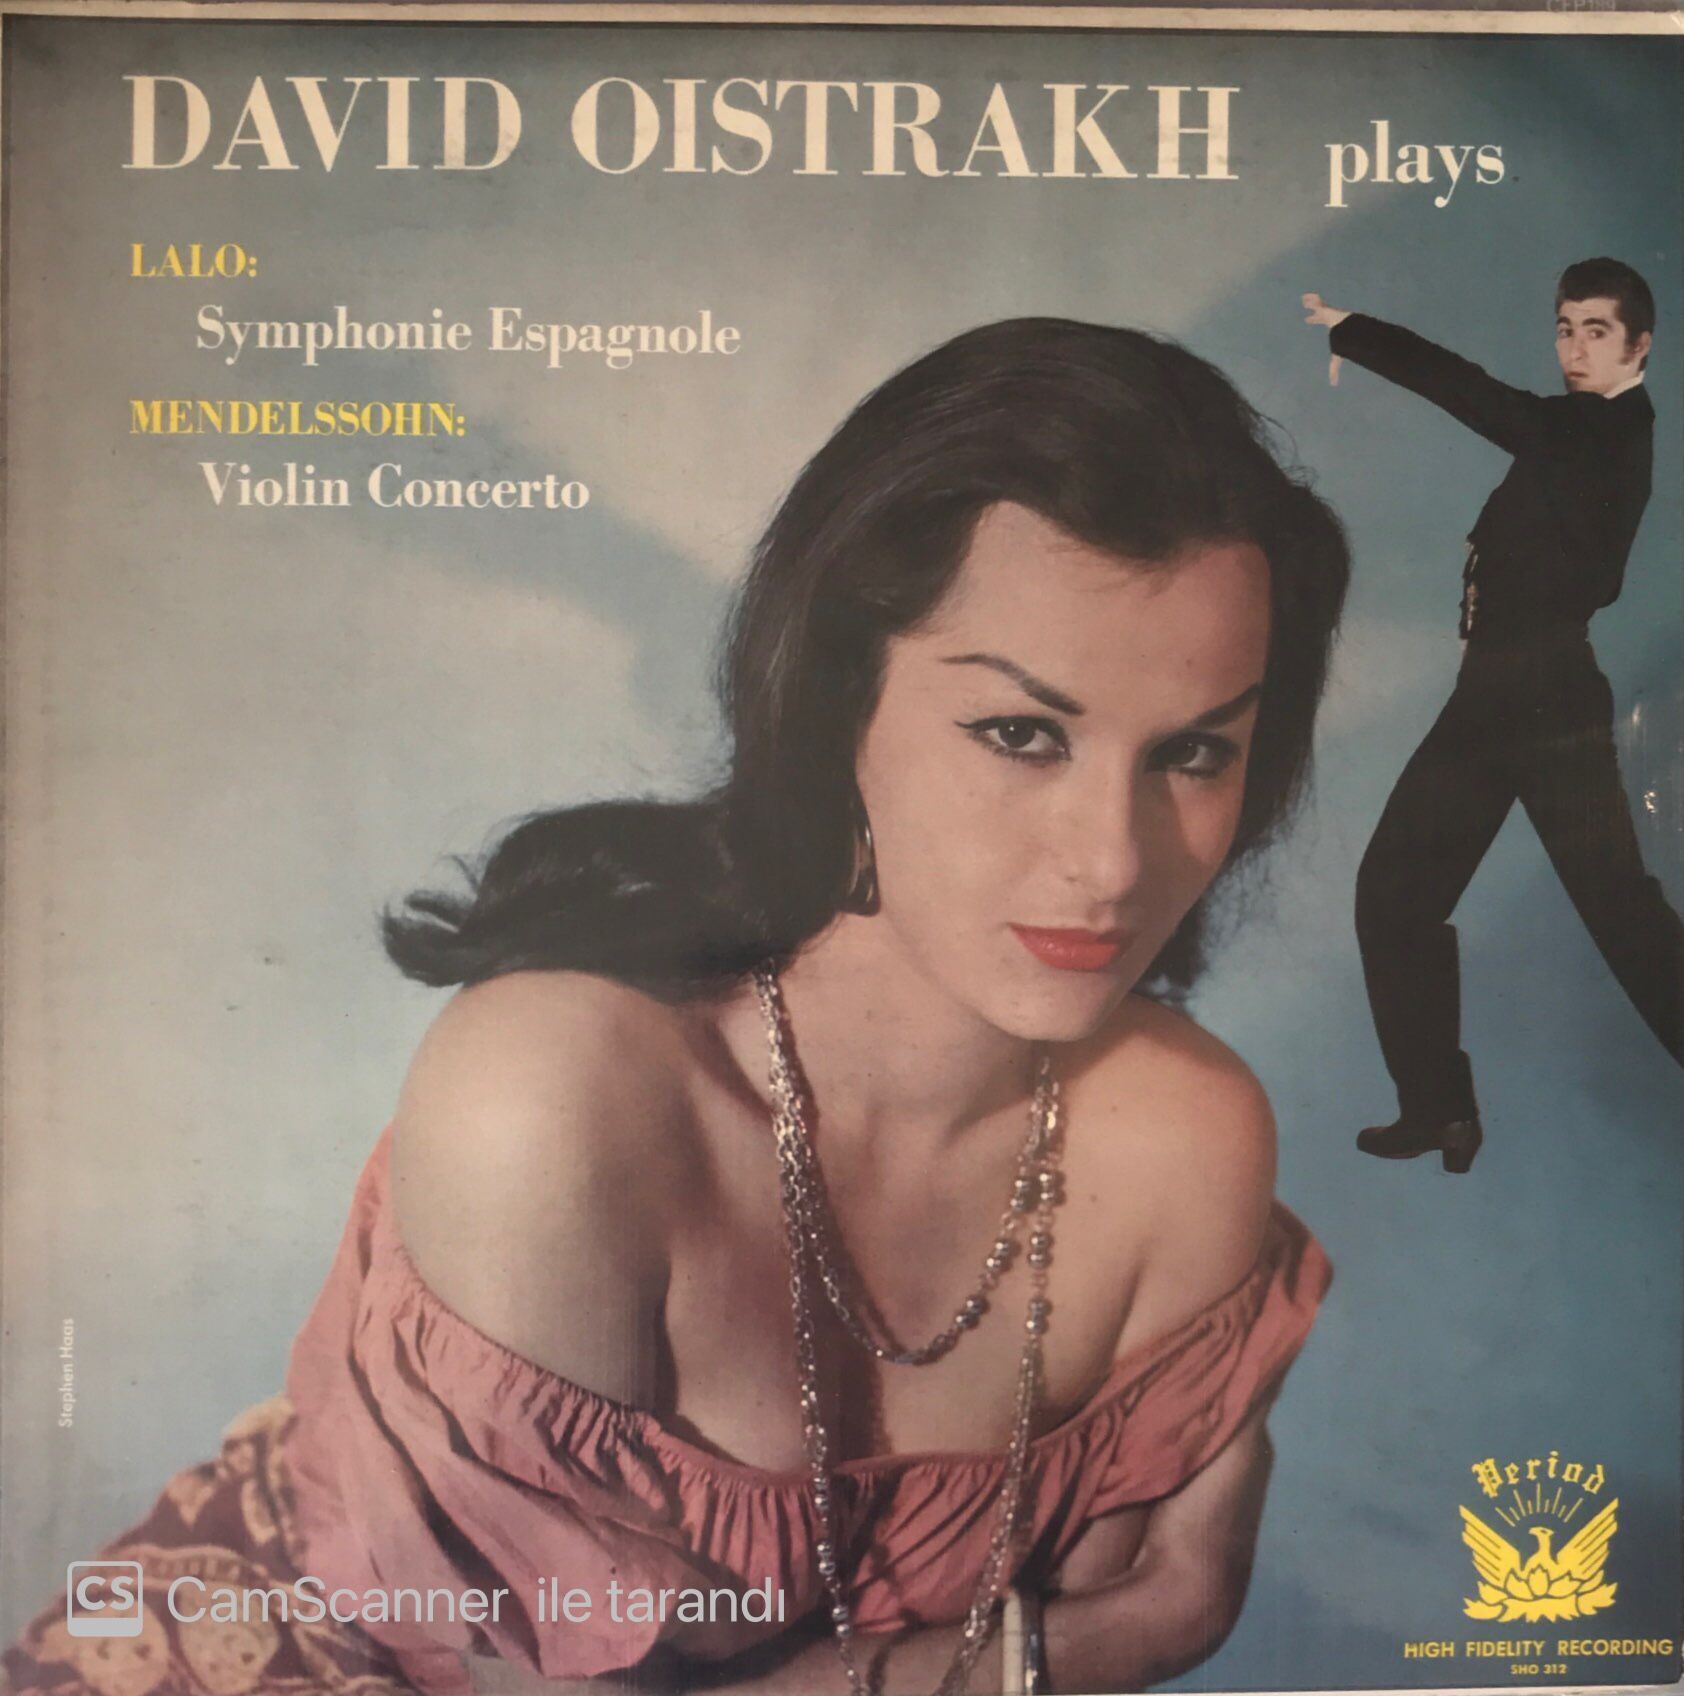 DAVID OISTRAKH plays
LALO:
Symphonie Espagnole
MENDELSSOHN:
Violin Concerto
Stephen Haas
Period
HIGH FIDELITY RECORDING
SHO 312
CS CamScanner ile tarandı